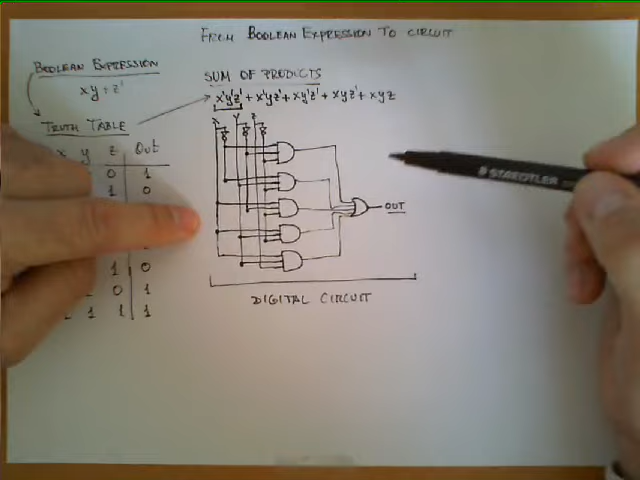 FROM BOOLEAN EXPRESSION TO CIRCUIT
BOOLEAN EXPRESSION
xy + z'
SUM OF PRODUCTS
x'y'z' + x'yz' + xy'z' + xyz' + xyz
TRUTH TABLE
x y z Out
0 1
1 0
1 0
0 1
1 1 1
x y z
OUT
DIGITAL CIRCUIT
STAEDTLER